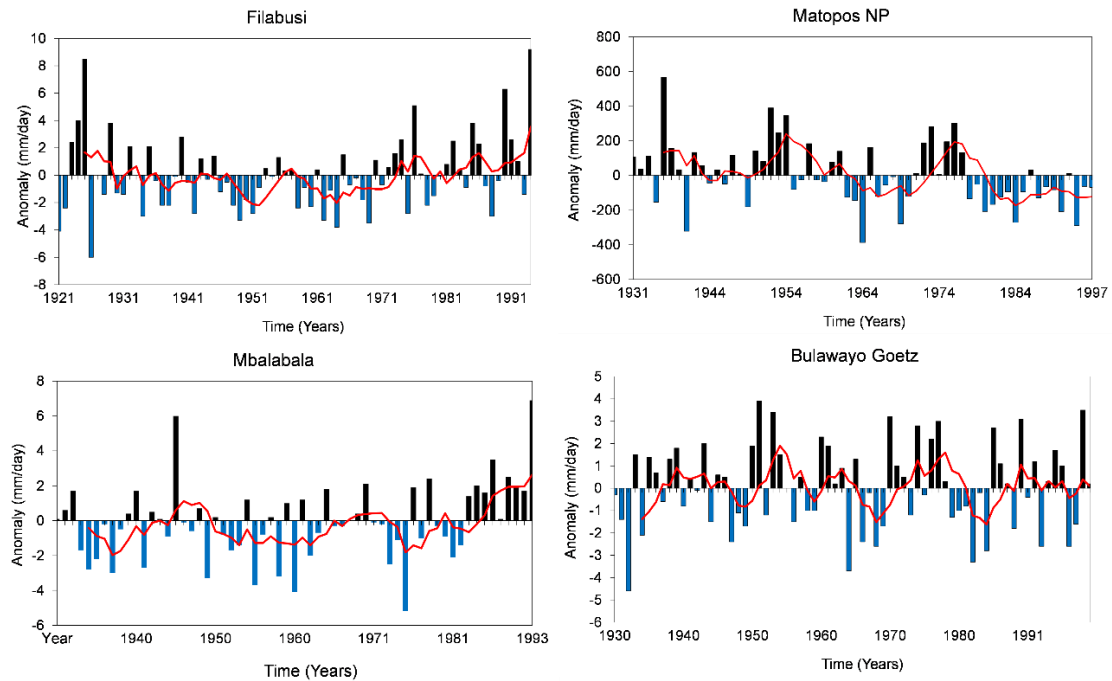 Filabusi
Anomaly (mm/day)
10
8
6
4
2
0
-2
-4
-6
-8
1921 1931 1941 1951 1961 1971 1981 1991
Time (Years)
Matopos NP
Anomaly (mm/day)
800
600
400
200
0
-200
-400
-600
1931 1944 1954 1964 1974 1984 1997
Time (Years)
Mbalabala
Anomaly (mm/day)
8
6
4
2
0
-2
-4
-6
Year 1940 1950 1960 1971 1981 1993
Time (Years)
Bulawayo Goetz
Anomaly (mm/day)
5
4
3
2
1
0
-1
-2
-3
-4
-5
-6
1930 1940 1950 1960 1970 1980 1991
Time (Years)